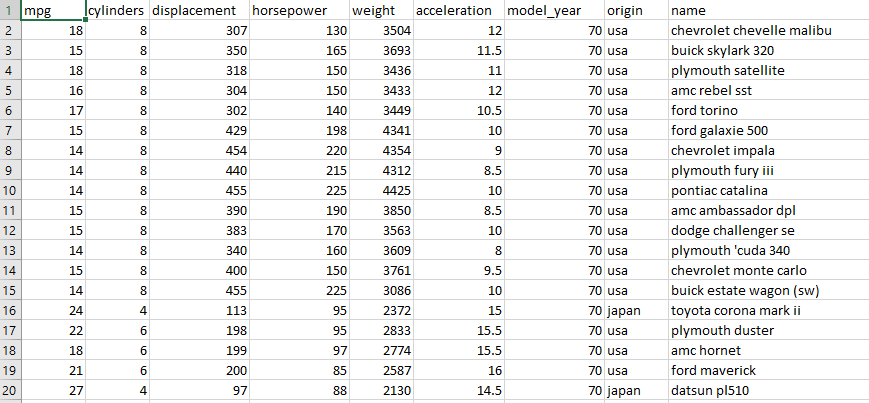 1 mpg cylinders displacement horsepower weight acceleration model_year origin name
2 18 8 307 130 3504 12 70 usa chevrolet chevelle malibu
3 15 8 350 165 3693 11.5 70 usa buick skylark 320
4 18 8 318 150 3436 11 70 usa plymouth satellite
5 16 8 304 150 3433 12 70 usa amc rebel sst
6 17 8 302 140 3449 10.5 70 usa ford torino
7 15 8 429 198 4341 10 70 usa ford galaxie 500
8 14 8 454 220 4354 9 70 usa chevrolet impala
9 14 8 440 215 4312 8.5 70 usa plymouth fury iii
10 14 8 455 225 4425 10 70 usa pontiac catalina
11 15 8 390 190 3850 8.5 70 usa amc ambassador dpl
12 15 8 383 170 3563 10 70 usa dodge challenger se
13 14 8 340 160 3609 8 70 usa plymouth 'cuda 340
14 15 8 400 150 3761 9.5 70 usa chevrolet monte carlo
15 14 8 455 225 3086 10 70 usa buick estate wagon (sw)
16 24 4 113 95 2372 15 70 japan toyota corona mark ii
17 22 6 198 95 2833 15.5 70 usa plymouth duster
18 18 6 199 97 2774 15.5 70 usa amc hornet
19 21 6 200 85 2587 16 70 usa ford maverick
20 27 4 97 88 2130 14.5 70 japan datsun pl510